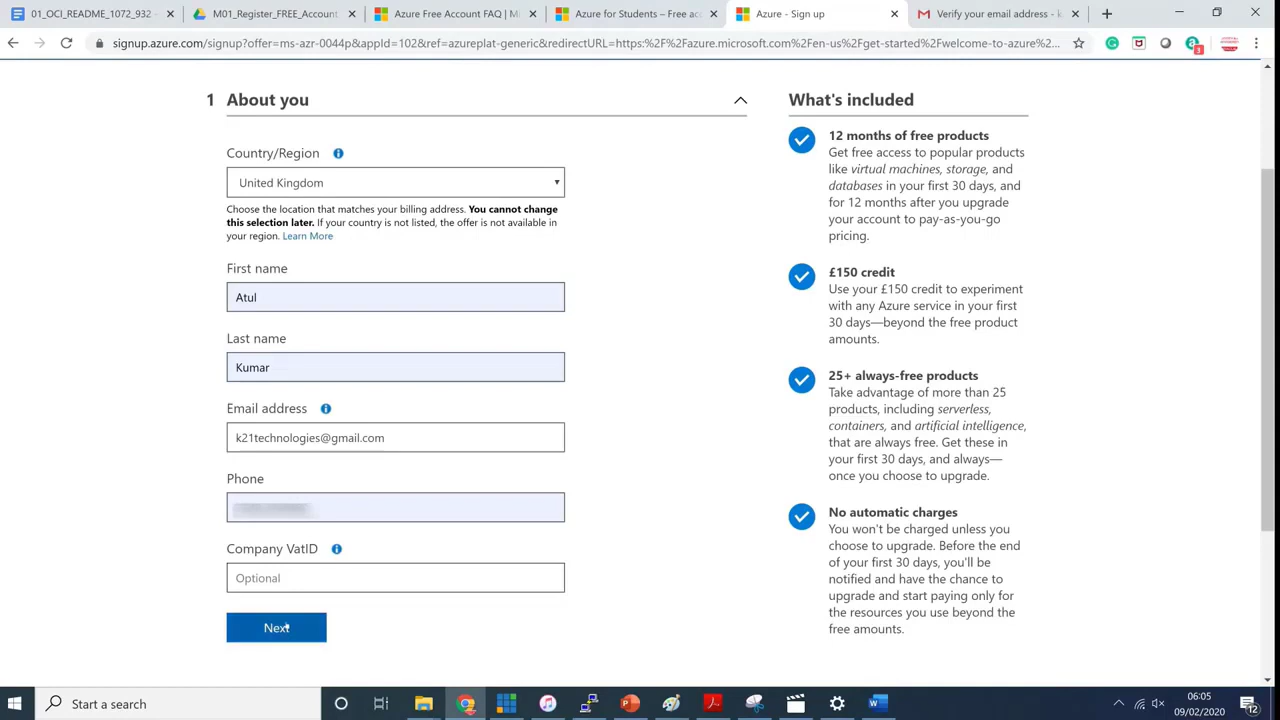 01_OCI_README_1072_932 -
M01_Register_FREE_Account
Azure Free Account FAQ | Mi
Azure for Students – Free acc
Azure - Sign up
Verify your email address - k
signup.azure.com/signup?offer=ms-azr-0044p&appId=102&ref=azureplat-generic&redirectURL=https:%2F%2Fazure.microsoft.com%2Fen-us%2Fget-started%2Fwelcome-to-azure%2...
1 About you
Country/Region
United Kingdom
Choose the location that matches your billing address. You cannot change
this selection later. If your country is not listed, the offer is not available in
your region. Learn More
First name
Atul
Last name
Kumar
Email address
k21technologies@gmail.com
Phone
Company VatID
Optional
Next
What's included
12 months of free products
Get free access to popular products
like virtual machines, storage, and
databases in your first 30 days, and
for 12 months after you upgrade
your account to pay-as-you-go
pricing.
£150 credit
Use your £150 credit to experiment
with any Azure service in your first
30 days—beyond the free product
amounts.
25+ always-free products
Take advantage of more than 25
products, including serverless,
containers, and artificial intelligence,
that are always free. Get these in
your first 30 days, and always—
once you choose to upgrade.
No automatic charges
You won't be charged unless you
choose to upgrade. Before the end
of your first 30 days, you'll be
notified and have the chance to
upgrade and start paying only for
the resources you use beyond the
free amounts.
Start a search
06:05
09/02/2020
12